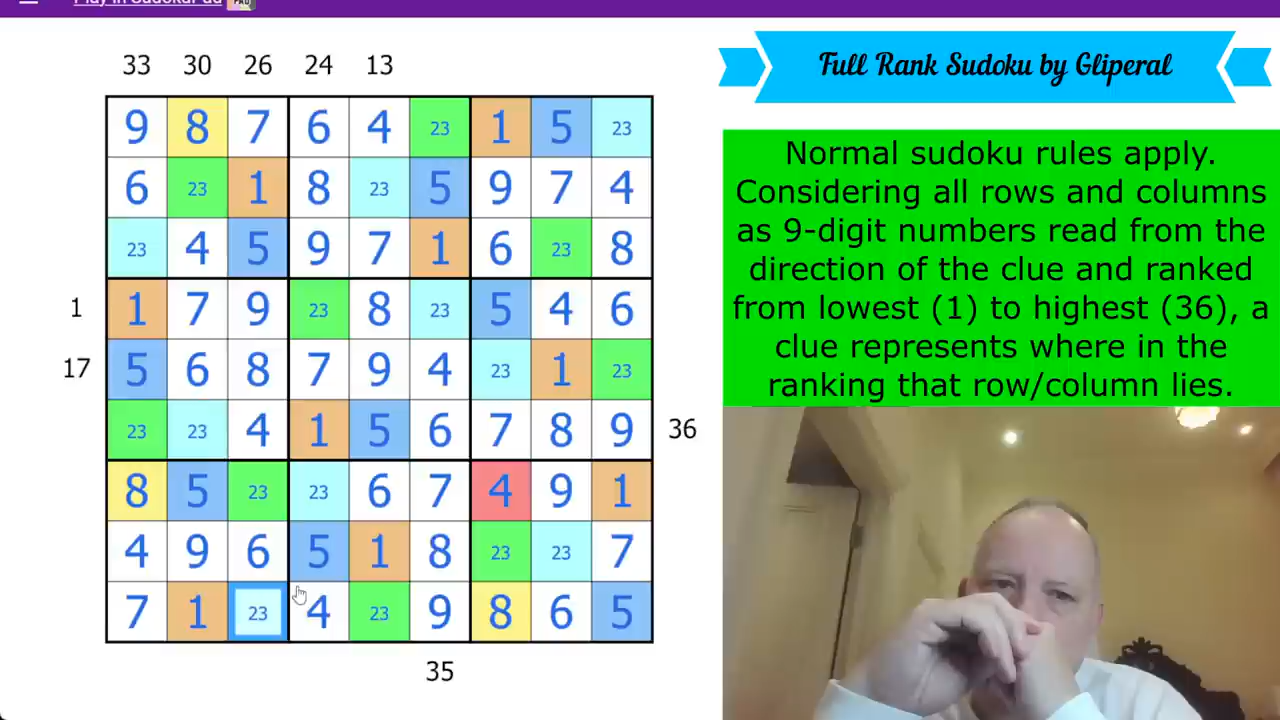 Play in SudokuPad
PAD
33 30 26 24 13
9 8 7 6 4 23 1 5 23
6 23 1 8 23 5 9 7 4
23 4 5 9 7 1 6 23 8
1 1 7 9 23 8 23 5 4 6
17 5 6 8 7 9 4 23 1 23
23 23 4 1 5 6 7 8 9 36
8 5 23 23 6 7 4 9 1
4 9 6 5 1 8 23 23 7
7 1 23 4 23 9 8 6 5
35
Full Rank Sudoku by Gliperal
Normal sudoku rules apply.
Considering all rows and columns
as 9-digit numbers read from the
direction of the clue and ranked
from lowest (1) to highest (36), a
clue represents where in the
ranking that row/column lies.